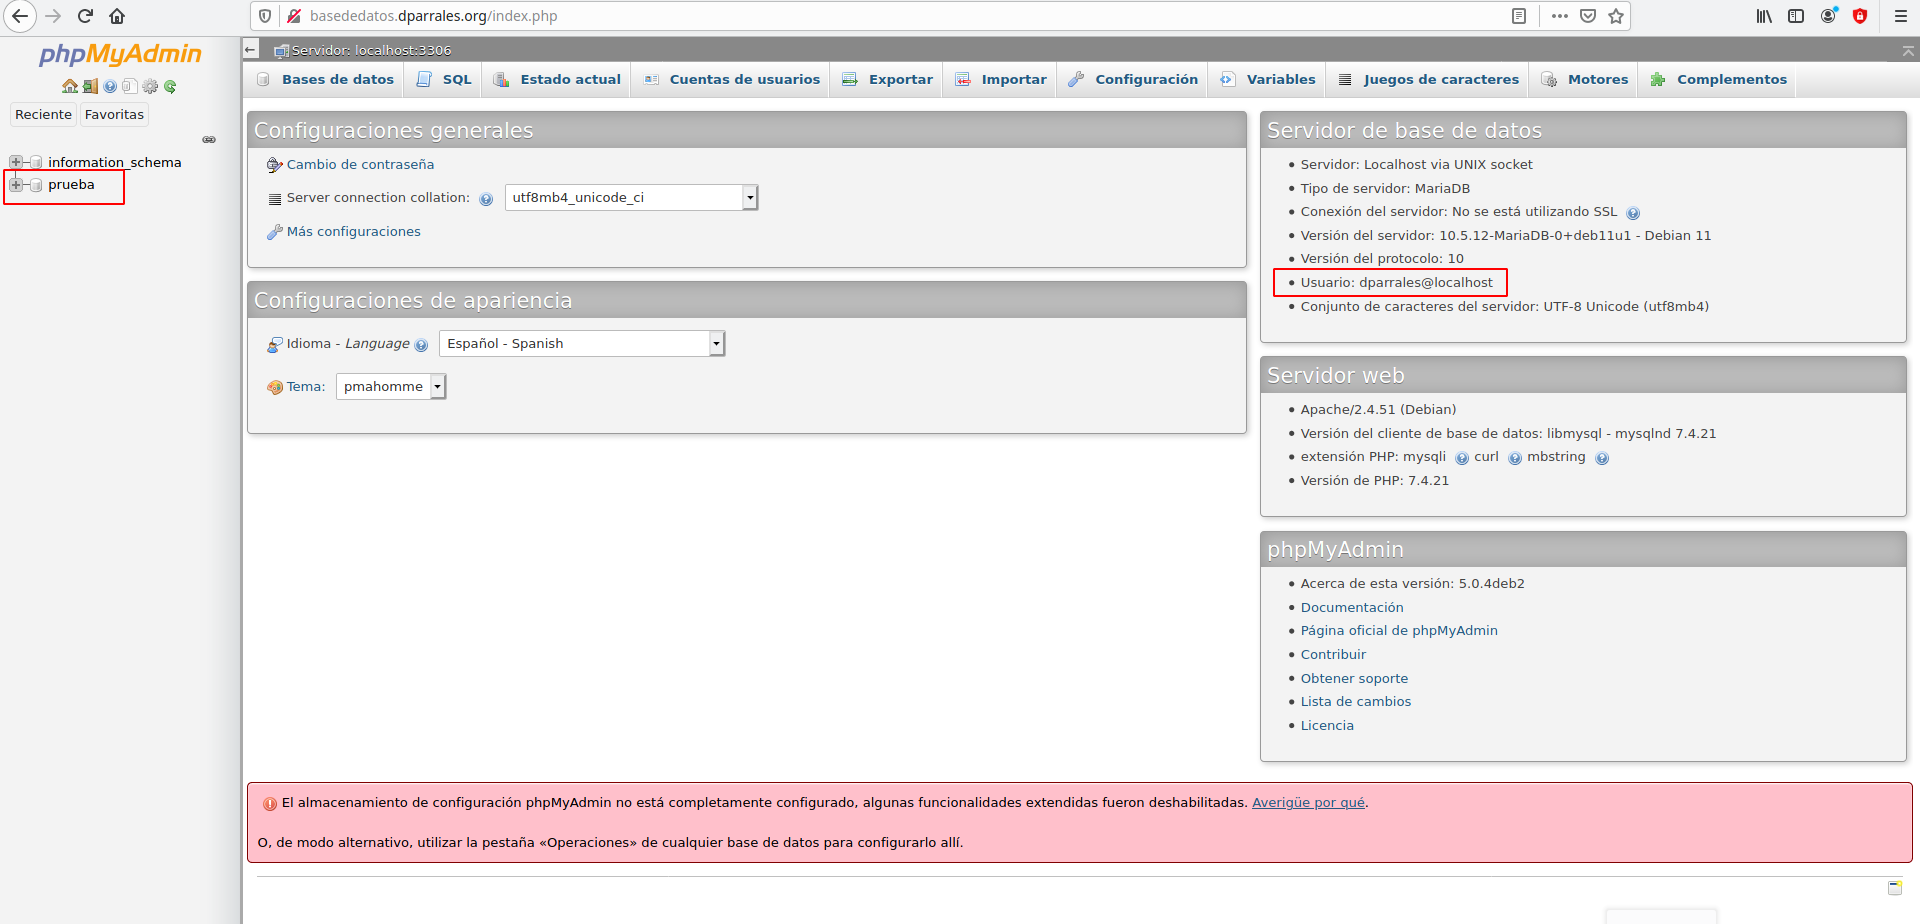 basededatos.dparrales.org/index.php
phpMyAdmin
Reciente Favoritas
information_schema
prueba
Servidor: localhost:3306
Bases de datos SQL Estado actual Cuentas de usuarios Exportar Importar Configuración Variables Juegos de caracteres Motores Complementos
Configuraciones generales
Cambio de contraseña
Server connection collation: utf8mb4_unicode_ci
Más configuraciones
Configuraciones de apariencia
Idioma - Language Español - Spanish
Tema: pmahomme
Servidor de base de datos
Servidor: Localhost via UNIX socket
Tipo de servidor: MariaDB
Conexión del servidor: No se está utilizando SSL
Versión del servidor: 10.5.12-MariaDB-0+deb11u1 - Debian 11
Versión del protocolo: 10
Usuario: dparrales@localhost
Conjunto de caracteres del servidor: UTF-8 Unicode (utf8mb4)
Servidor web
Apache/2.4.51 (Debian)
Versión del cliente de base de datos: libmysql - mysqlnd 7.4.21
extensión PHP: mysqli curl mbstring
Versión de PHP: 7.4.21
phpMyAdmin
Acerca de esta versión: 5.0.4deb2
Documentación
Página oficial de phpMyAdmin
Contribuir
Obtener soporte
Lista de cambios
Licencia
El almacenamiento de configuración phpMyAdmin no está completamente configurado, algunas funcionalidades extendidas fueron deshabilitadas. Averigüe por qué.
O, de modo alternativo, utilizar la pestaña «Operaciones» de cualquier base de datos para configurarlo allí.